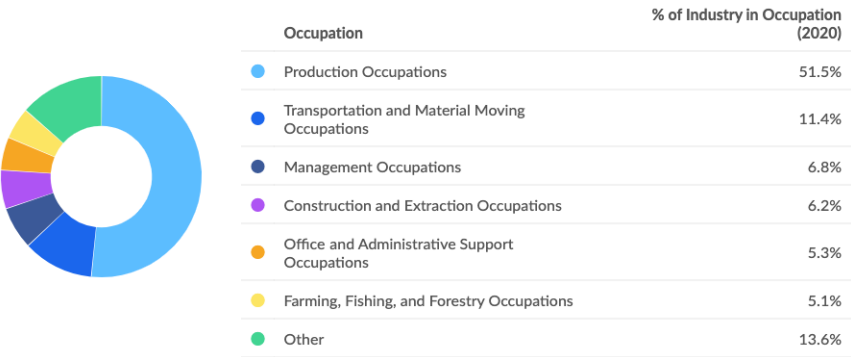 Occupation
% of Industry in Occupation
(2020)
Production Occupations
51.5%
Transportation and Material Moving
Occupations
11.4%
Management Occupations
6.8%
Construction and Extraction Occupations
6.2%
Office and Administrative Support
Occupations
5.3%
Farming, Fishing, and Forestry Occupations
5.1%
Other
13.6%